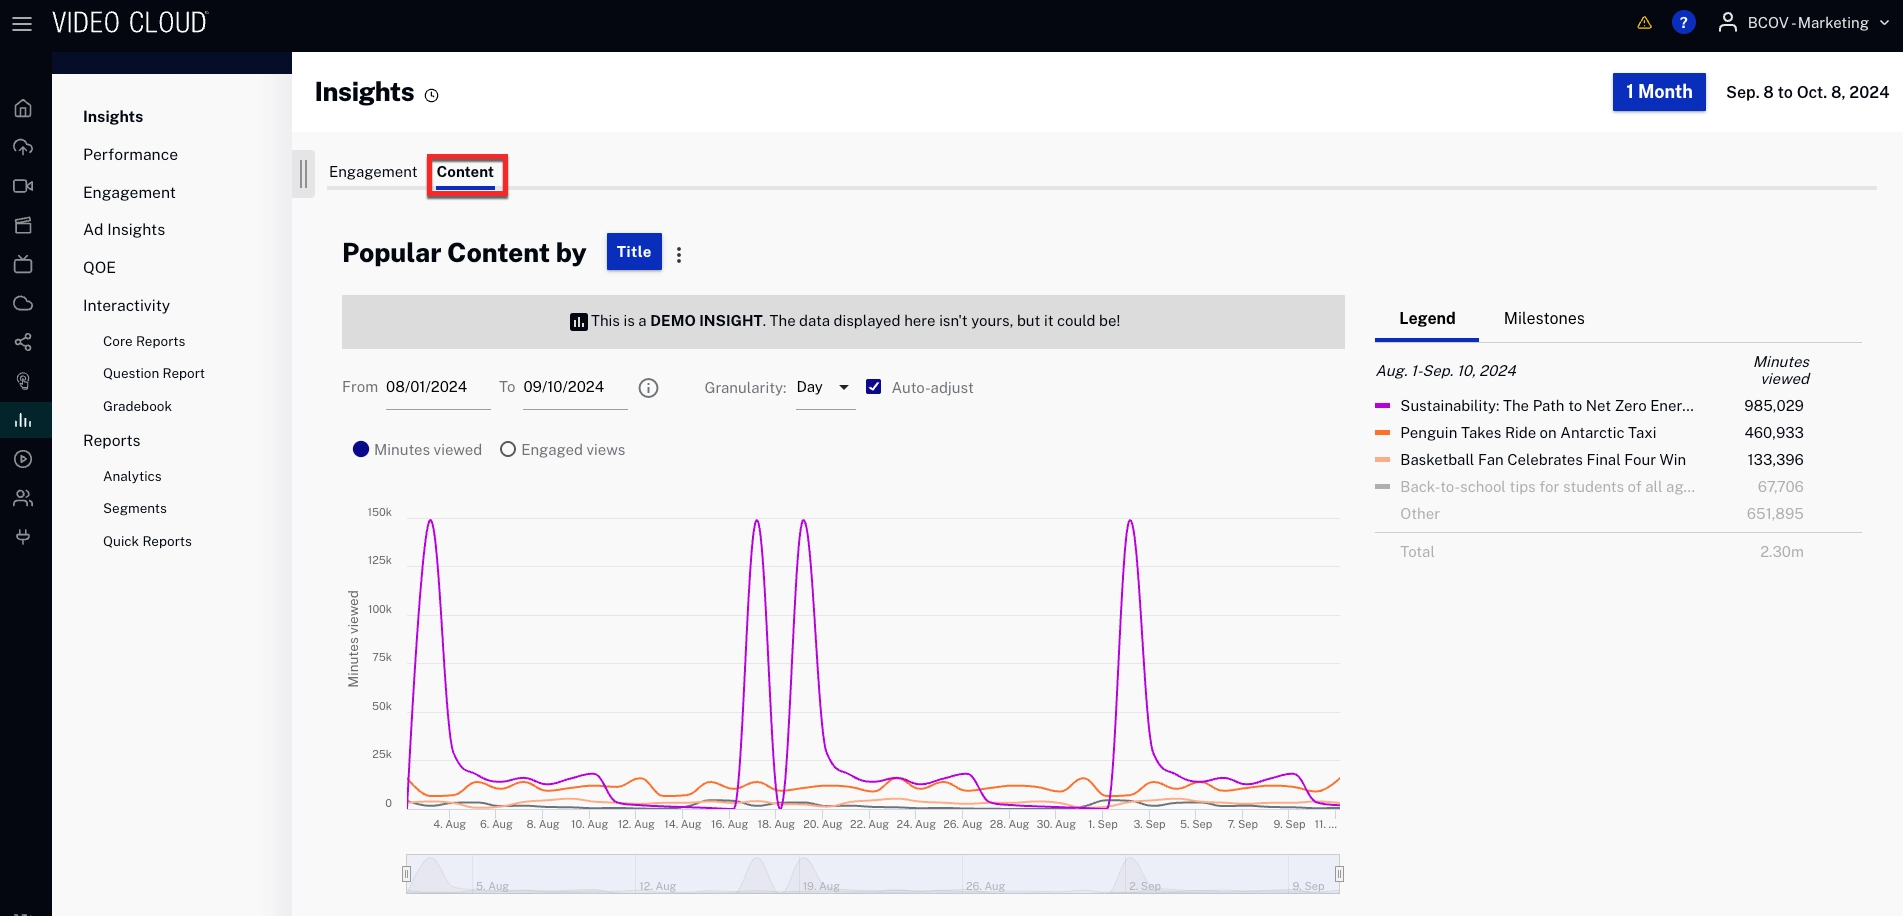 VIDEO CLOUD
?
BCOV - Marketing
Insights
Performance
Engagement
Ad Insights
QOE
Interactivity
Core Reports
Question Report
Gradebook
Reports
Analytics
Segments
Quick Reports
Insights
1 Month
Sep. 8 to Oct. 8, 2024
Engagement
Content
Popular Content by
Title
This is a DEMO INSIGHT. The data displayed here isn't yours, but it could be!
From 08/01/2024 To 09/10/2024
Granularity: Day
Auto-adjust
Minutes viewed
Engaged views
Minutes viewed
150k
125k
100k
75k
50k
25k
0
4. Aug 6. Aug 8. Aug 10. Aug 12. Aug 14. Aug 16. Aug 18. Aug 20. Aug 22. Aug 24. Aug 26. Aug 28. Aug 30. Aug 1. Sep 3. Sep 5. Sep 7. Sep 9. Sep 11. ...
5. Aug 12. Aug 19. Aug 26. Aug 2. Sep 9. Sep
Legend
Milestones
Aug. 1-Sep. 10, 2024
Minutes
viewed
Sustainability: The Path to Net Zero Ener... 985,029
Penguin Takes Ride on Antarctic Taxi 460,933
Basketball Fan Celebrates Final Four Win 133,396
Back-to-school tips for students of all ag... 67,706
Other 651,895
Total 2.30m